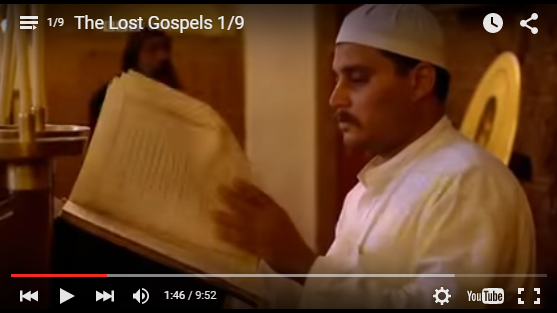 1/9 The Lost Gospels 1/9
1:46 / 9:52 YouTube